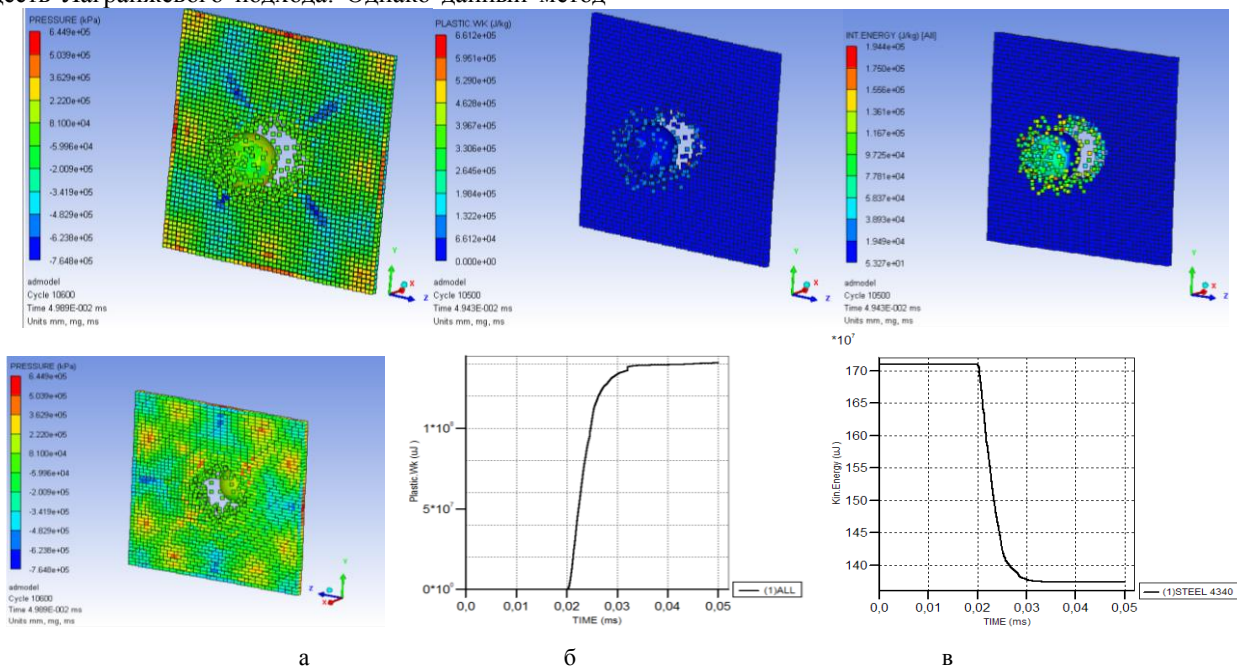 ность Лагранжевого подхода. Однако данный метод
PRESSURE (kPa)
6.449e+05
5.039e+05
3.629e+05
2.220e+05
8.100e+04
-5.996e+04
-2.009e+05
-3.419e+05
-4.829e+05
-6.238e+05
-7.648e+05
admodel
Cycle 10600
Time 4.989E-002 ms
Units mm, mg, ms
Y
X
Z
PLASTIC.WK (J/kg)
6.612e+05
5.951e+05
5.290e+05
4.628e+05
3.967e+05
3.306e+05
2.645e+05
1.984e+05
1.322e+05
6.612e+04
0.000e+00
admodel
Cycle 10500
Time 4.943E-002 ms
Units mm, mg, ms
Y
X
Z
INT.ENERGY (J/kg) [All]
1.944e+05
1.750e+05
1.556e+05
1.361e+05
1.167e+05
9.725e+04
7.781e+04
5.837e+04
3.893e+04
1.949e+04
5.327e+01
admodel
Cycle 10500
Time 4.943E-002 ms
Units mm, mg, ms
Y
X
Z
PRESSURE (kPa)
6.449e+05
5.039e+05
3.629e+05
2.220e+05
8.100e+04
-5.996e+04
-2.009e+05
-3.419e+05
-4.829e+05
-6.238e+05
-7.648e+05
admodel
Cycle 10600
Time 4.989E-002 ms
Units mm, mg, ms
Y
Z
X
Plastic.Wk (uJ )
1*10⁸
5*10⁷
0*10⁰
0.0 0,01 0,02 0,03 0,04 0,05
TIME (ms)
(1)ALL
*10⁷
Kin.Energy (uJ )
170
165
160
155
150
145
140
0,0 0,01 0,02 0,03 0,04 0,05
TIME (ms)
(1)STEEL 4340
а б в